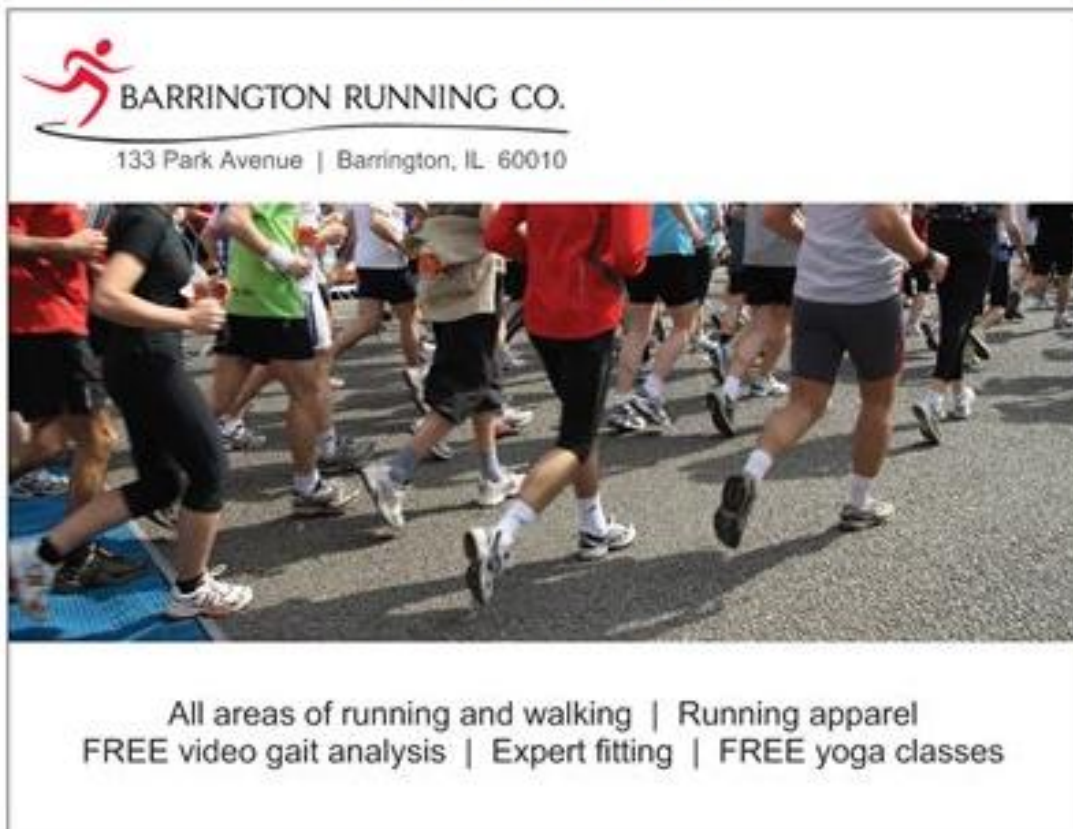 BARRINGTON RUNNING CO.
133 Park Avenue | Barrington, IL 60010
All areas of running and walking | Running apparel
FREE video gait analysis | Expert fitting | FREE yoga classes